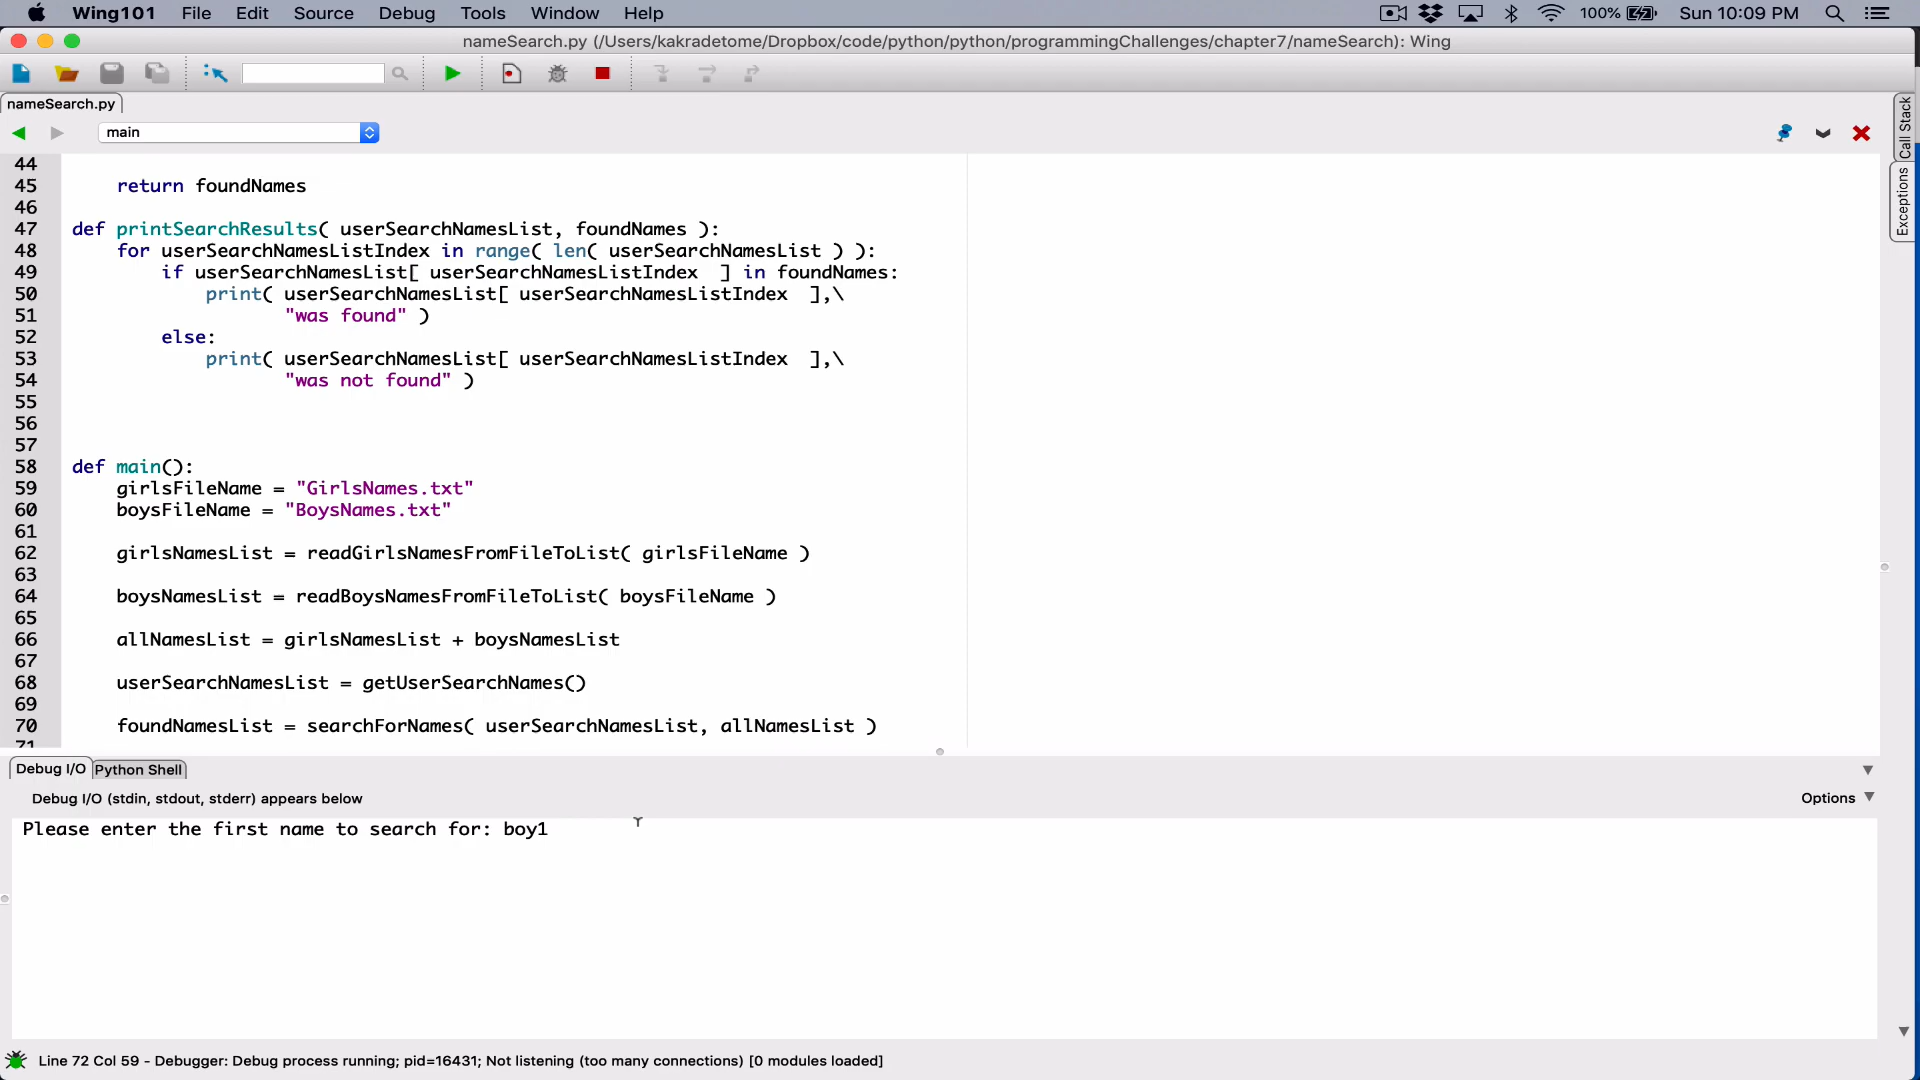 Wing101 File Edit Source Debug Tools Window Help 100% Sun 10:09 PM
nameSearch.py (/Users/kakradetome/Dropbox/code/python/python/programmingChallenges/chapter7/nameSearch): Wing
nameSearch.py
main
Call Stack
Exceptions
44
45 return foundNames
46
47 def printSearchResults( userSearchNamesList, foundNames ):
48 for userSearchNamesListIndex in range( len( userSearchNamesList ) ):
49 if userSearchNamesList[ userSearchNamesListIndex  ] in foundNames:
50 print( userSearchNamesList[ userSearchNamesListIndex  ],\
51 "was found" )
52 else:
53 print( userSearchNamesList[ userSearchNamesListIndex  ],\
54 "was not found" )
55
56
57
58 def main():
59 girlsFileName = "GirlsNames.txt"
60 boysFileName = "BoysNames.txt"
61
62 girlsNamesList = readGirlsNamesFromFileToList( girlsFileName )
63
64 boysNamesList = readBoysNamesFromFileToList( boysFileName )
65
66 allNamesList = girlsNamesList + boysNamesList
67
68 userSearchNamesList = getUserSearchNames()
69
70 foundNamesList = searchForNames( userSearchNamesList, allNamesList )
71
Debug I/O Python Shell
Debug I/O (stdin, stdout, stderr) appears below Options
Please enter the first name to search for: boy1
Line 72 Col 59 - Debugger: Debug process running; pid=16431; Not listening (too many connections) [0 modules loaded]